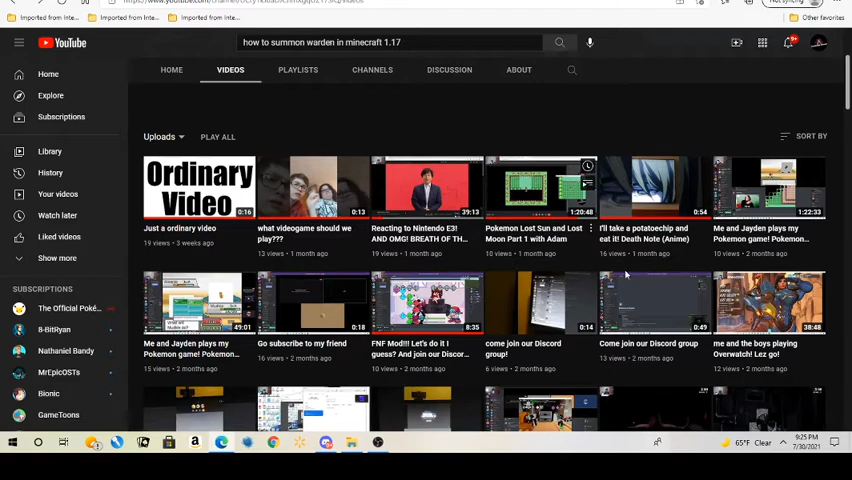 Not syncing
Imported from Inte...
Imported from Inte...
Imported from Inte...
Other favorites
YouTube
how to summon warden in minecraft 1.17
9+
HOME
VIDEOS
PLAYLISTS
CHANNELS
DISCUSSION
ABOUT
Home
Explore
Subscriptions
Library
History
Your videos
Watch later
Liked videos
Show more
SUBSCRIPTIONS
The Official Poké...
8-BitRyan
Nathaniel Bandy
MrEpicOSTs
Bionic
GameToons
Uploads
PLAY ALL
SORT BY
Ordinary
Video
0:16
Just a ordinary video
19 views • 3 weeks ago
0:13
what videogame should we
play???
13 views • 1 month ago
39:13
Reacting to Nintendo E3!
AND OMG! BREATH OF TH...
19 views • 1 month ago
1:20:48
Pokemon Lost Sun and Lost
Moon Part 1 with Adam
10 views • 1 month ago
0:54
I'll take a potatochip and
eat it! Death Note (Anime)
16 views • 1 month ago
1:22:33
Me and Jayden plays my
Pokemon game! Pokemon...
10 views • 2 months ago
49:01
Me and Jayden plays my
Pokemon game! Pokemon...
15 views • 2 months ago
0:18
Go subscribe to my friend
16 views • 2 months ago
8:35
FNF Mod!!! Let's do it I
guess? And join our Discor...
10 views • 2 months ago
0:14
come join our Discord
group!
6 views • 2 months ago
0:49
Come join our Discord group
13 views • 2 months ago
38:48
me and the boys playing
Overwatch! Lez go!
12 views • 2 months ago
65°F Clear
9:25 PM
7/30/2021